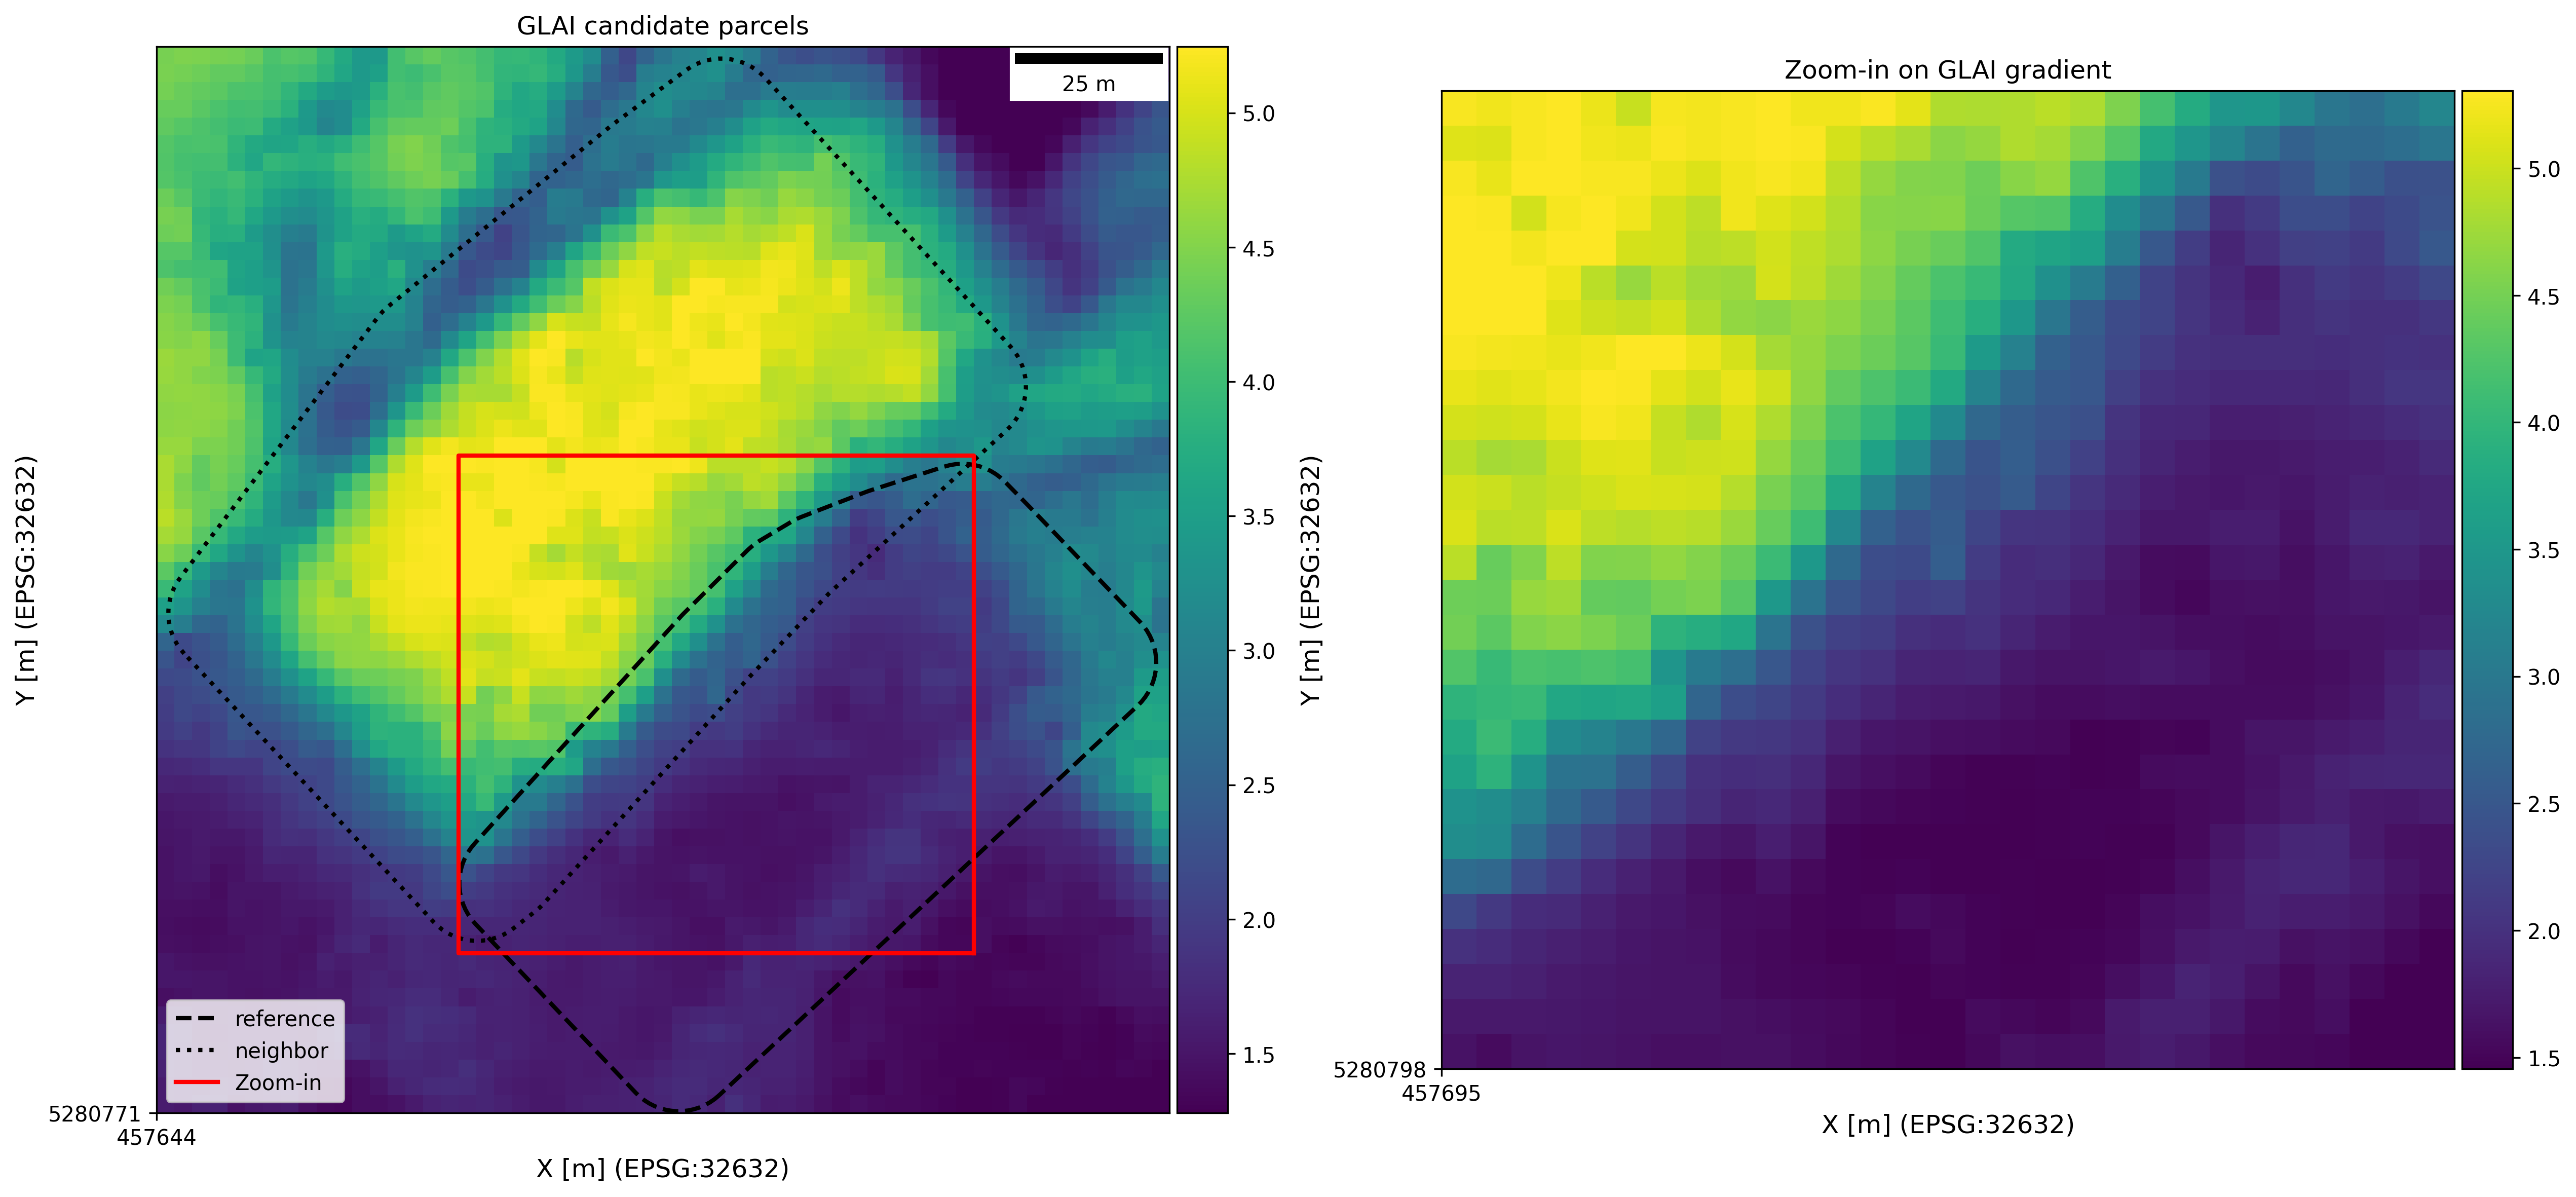 GLAI candidate parcels
25 m
5.0
4.5
4.0
3.5
3.0
2.5
2.0
1.5
Y [m] (EPSG:32632)
reference
neighbor
Zoom-in
5280771
457644
X [m] (EPSG:32632)
Zoom-in on GLAI gradient
5.0
4.5
4.0
3.5
3.0
2.5
2.0
1.5
Y [m] (EPSG:32632)
5280798
457695
X [m] (EPSG:32632)